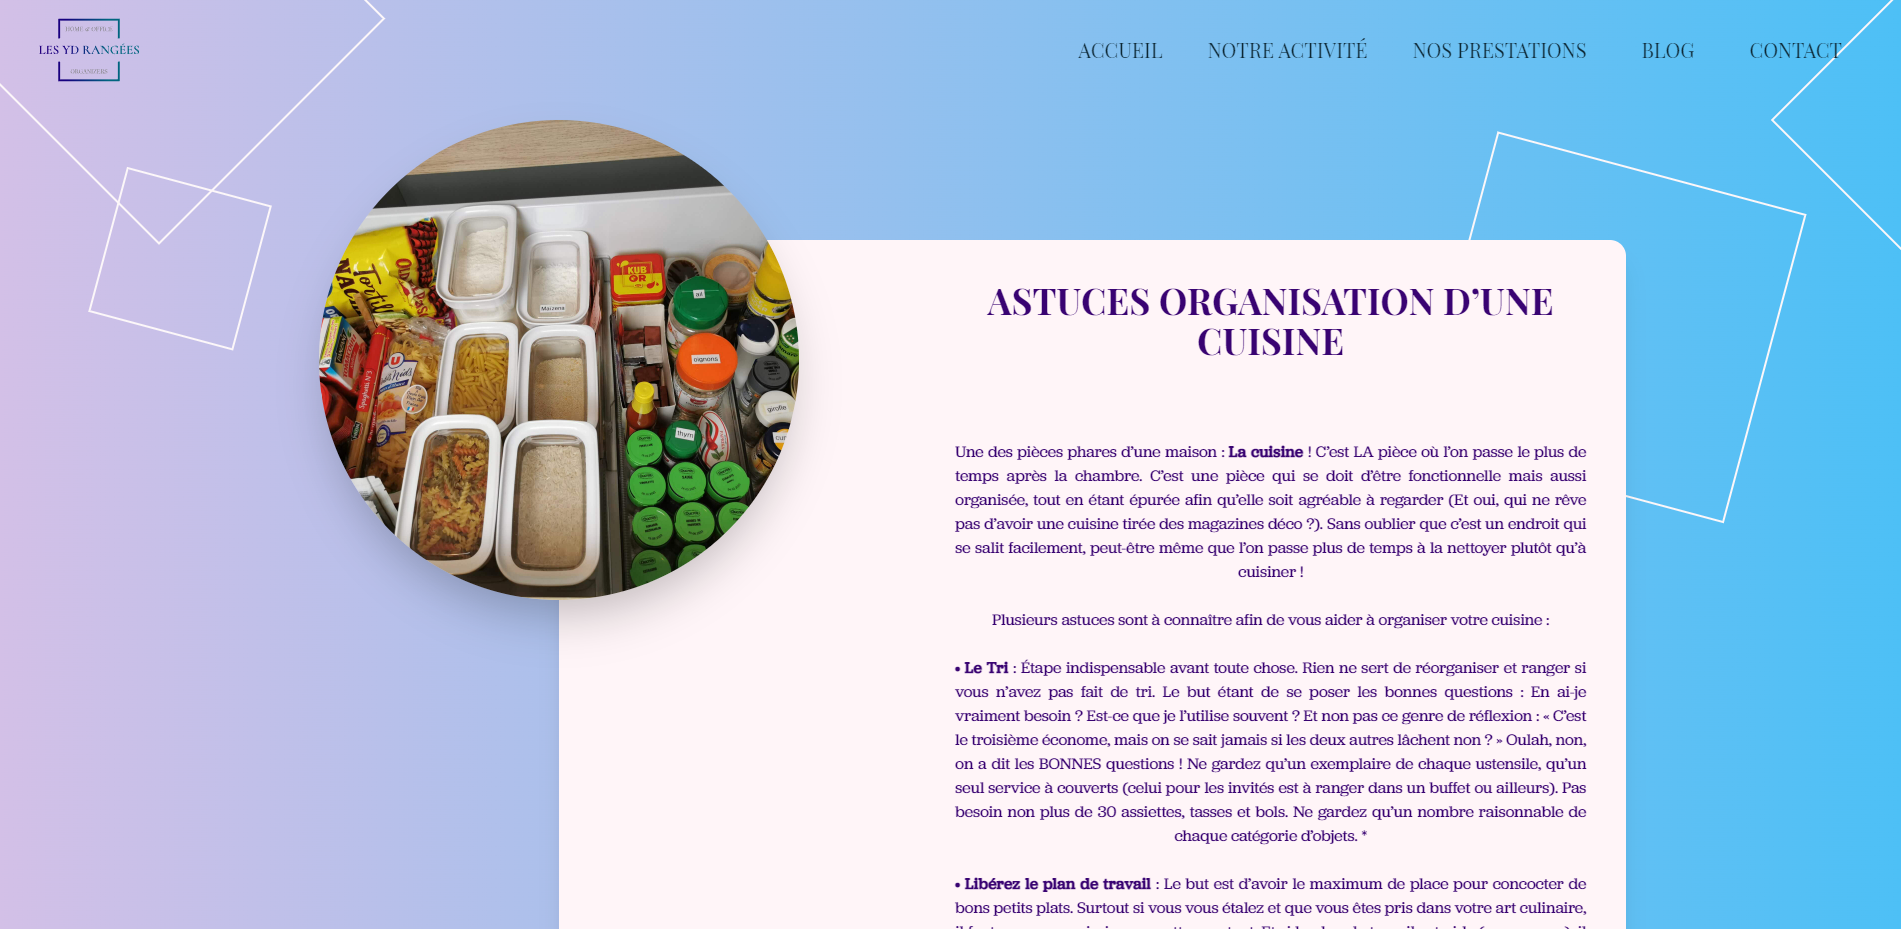 HOME & OFFICE
LES YD RANGÉES
ORGANIZERS
ACCUEIL
NOTRE ACTIVITÉ
NOS PRESTATIONS
BLOG
CONTACT
KUB
OR
ail
Maizena
oignons
girofle
thym
Spaghetti
ASTUCES ORGANISATION D’UNE
CUISINE
Une des pièces phares d’une maison : La cuisine ! C’est LA pièce où l’on passe le plus de
temps après la chambre. C’est une pièce qui se doit d’être fonctionnelle mais aussi
organisée, tout en étant épurée afin qu’elle soit agréable à regarder (Et oui, qui ne rêve
pas d’avoir une cuisine tirée des magazines déco ?). Sans oublier que c’est un endroit qui
se salit facilement, peut-être même que l’on passe plus de temps à la nettoyer plutôt qu’à
cuisiner !
Plusieurs astuces sont à connaître afin de vous aider à organiser votre cuisine :
• Le Tri : Étape indispensable avant toute chose. Rien ne sert de réorganiser et ranger si
vous n’avez pas fait de tri. Le but étant de se poser les bonnes questions : En ai-je
vraiment besoin ? Est-ce que je l’utilise souvent ? Et non pas ce genre de réflexion : « C’est
le troisième économe, mais on se sait jamais si les deux autres lâchent non ? » Oulah, non,
on a dit les BONNES questions ! Ne gardez qu’un exemplaire de chaque ustensile, qu’un
seul service à couverts (celui pour les invités est à ranger dans un buffet ou ailleurs). Pas
besoin non plus de 30 assiettes, tasses et bols. Ne gardez qu’un nombre raisonnable de
chaque catégorie d’objets. *
• Libérez le plan de travail : Le but est d’avoir le maximum de place pour concocter de
bons petits plats. Surtout si vous vous étalez et que vous êtes pris dans votre art culinaire,